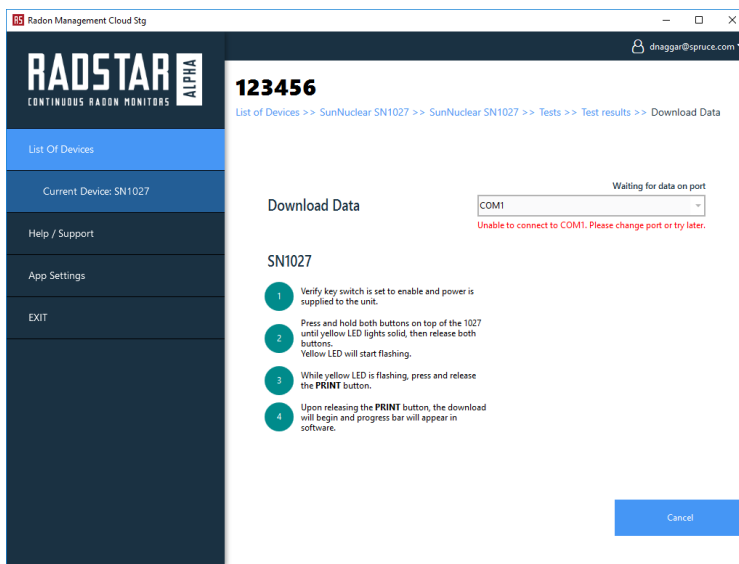 RS Radon Management Cloud Stg
dnaggar@spruce.com
RADSTAR
ALPHA
CONTINUOUS RADON MONITORS
123456
List of Devices >> SunNuclear SN1027 >> SunNuclear SN1027 >> Tests >> Test results >> Download Data
List Of Devices
Current Device: SN1027
Help / Support
App Settings
EXIT
Waiting for data on port
Download Data
COM1
Unable to connect to COM1. Please change port or try later.
SN1027
1 Verify key switch is set to enable and power is
supplied to the unit.
2 Press and hold both buttons on top of the 1027
until yellow LED lights solid, then release both
buttons.
Yellow LED will start flashing.
3 While yellow LED is flashing, press and release
the PRINT button.
4 Upon releasing the PRINT button, the download
will begin and progress bar will appear in
software.
Cancel